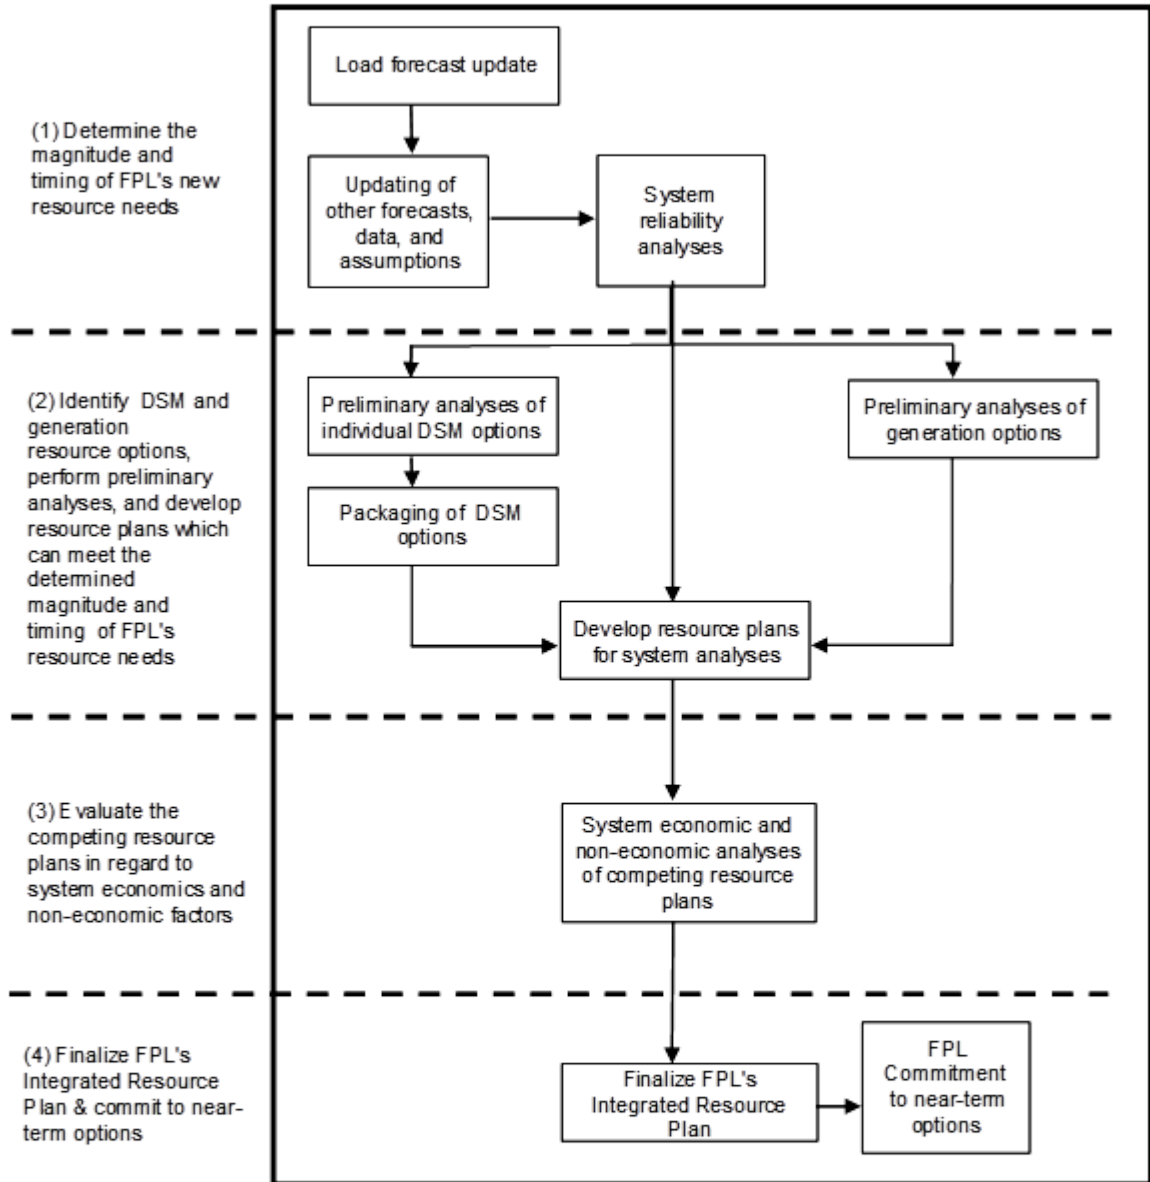 Load forecast update
(1) Determine the
magnitude and
timing of FPL's new
resource needs
Updating of
other forecasts,
data, and
assumptions
System
reliability
analyses
(2) Identify DSM and
generation
resource options,
perform preliminary
analyses, and develop
resource plans which
can meet the
determined
magnitude and
timing of FPL's
resource needs
Preliminary analyses of
individual DSM options
Preliminary analyses of
generation options
Packaging of DSM
options
Develop resource plans
for system analyses
(3) Evaluate the
competing resource
plans in regard to
system economics and
non-economic factors
System economic and
non-economic analyses
of competing resource
plans
(4) Finalize FPL's
Integrated Resource
Plan & commit to near-
term options
Finalize FPL's
Integrated Resource
Plan
FPL
Commitment
to near-term
options